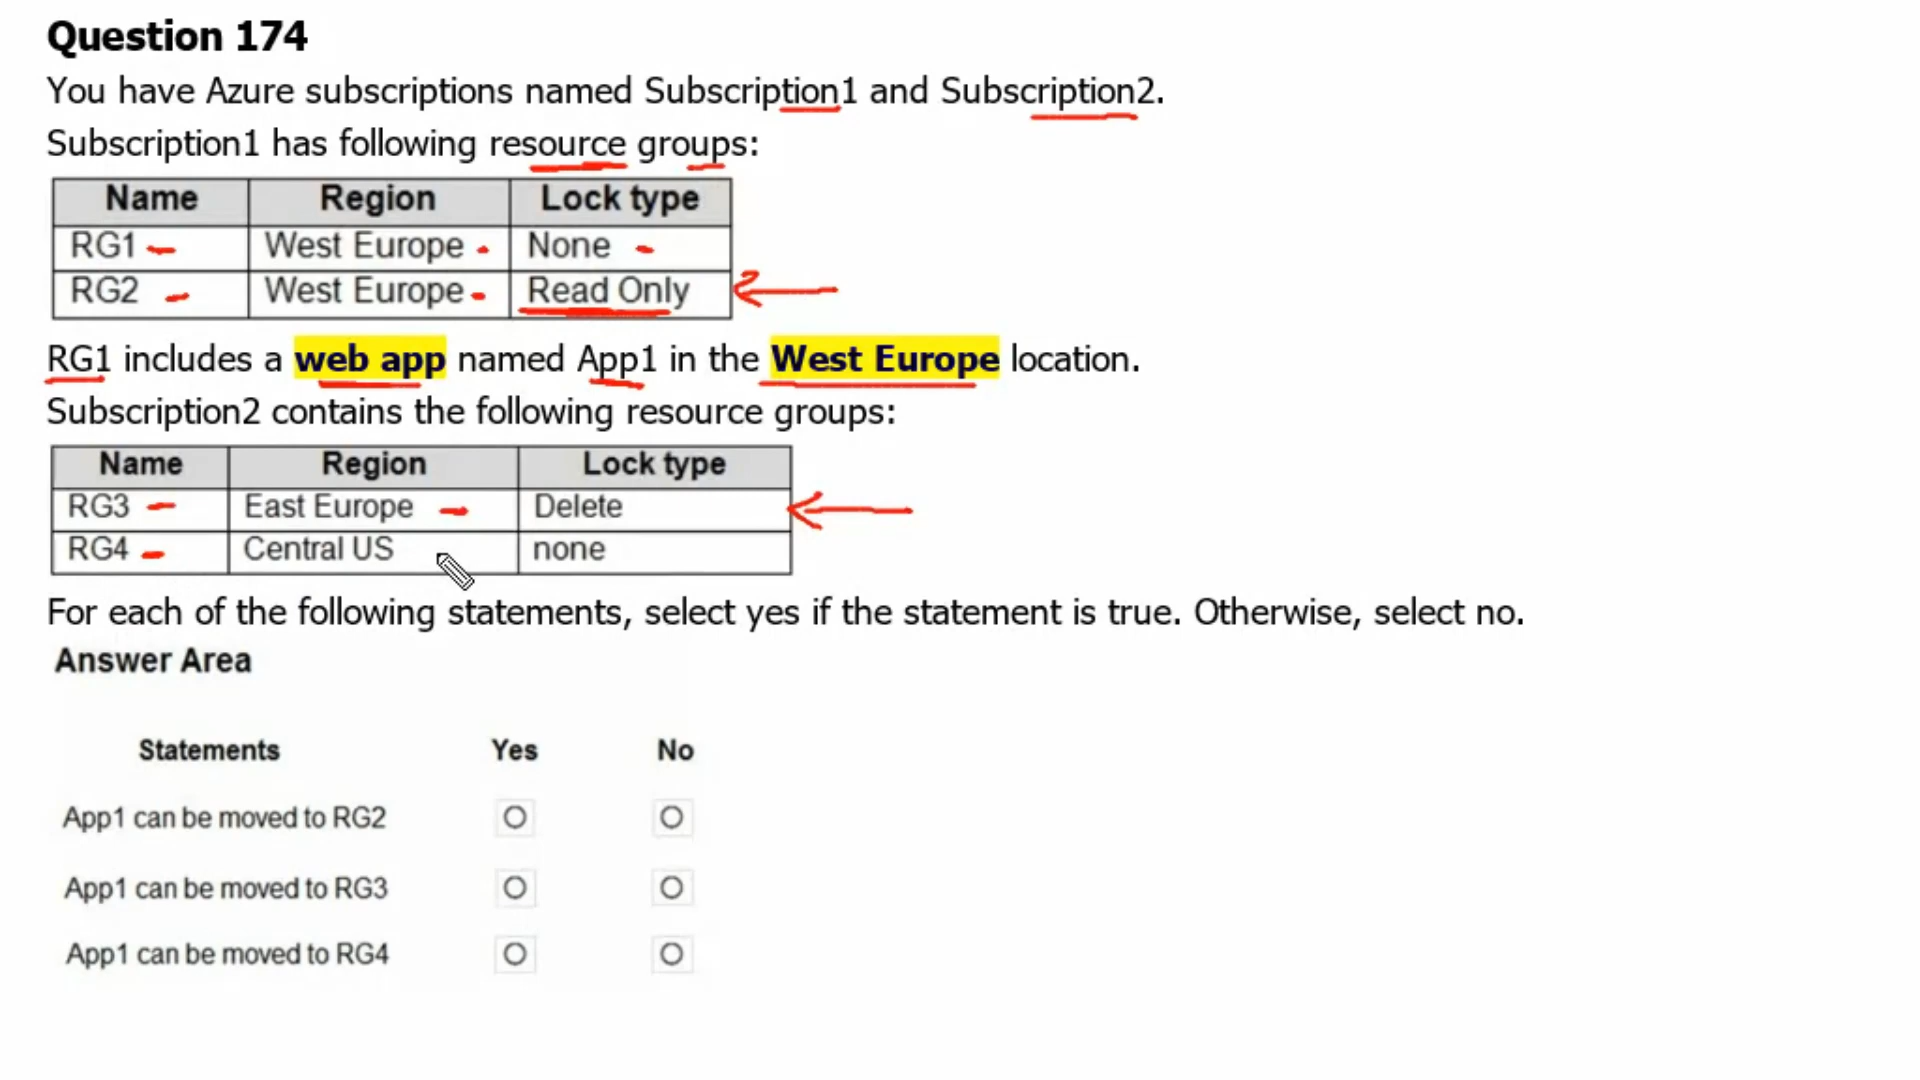 Question 174
You have Azure subscriptions named Subscription1 and Subscription2.
Subscription1 has following resource groups:
Name Region Lock type
RG1 West Europe None
RG2 West Europe Read Only
RG1 includes a web app named App1 in the West Europe location.
Subscription2 contains the following resource groups:
Name Region Lock type
RG3 East Europe Delete
RG4 Central US none
For each of the following statements, select yes if the statement is true. Otherwise, select no.
Answer Area
Statements Yes No
App1 can be moved to RG2
App1 can be moved to RG3
App1 can be moved to RG4